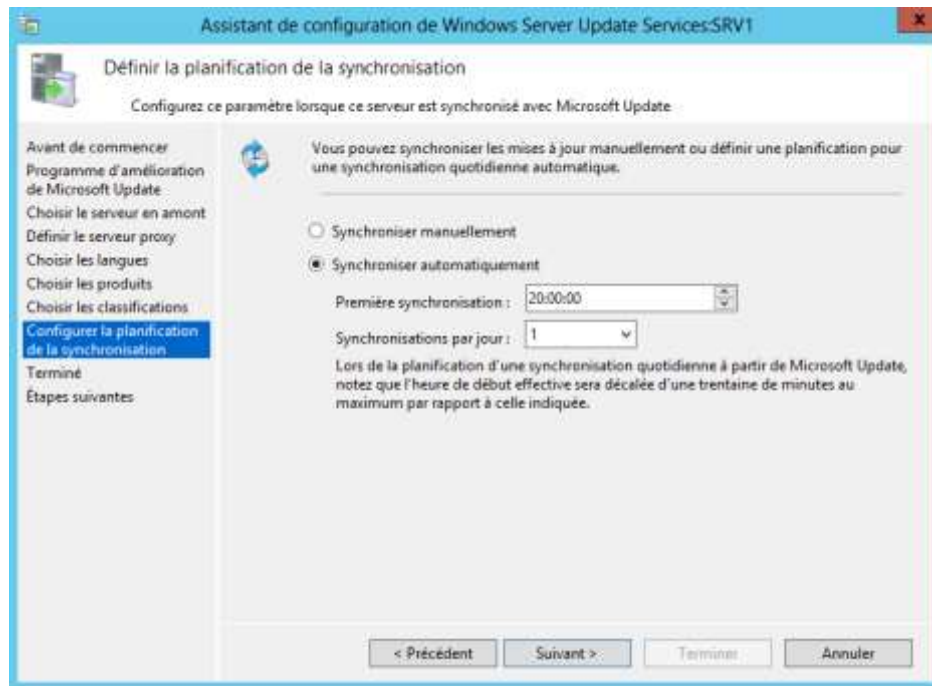 Assistant de configuration de Windows Server Update Services:SRV1
x
Définir la planification de la synchronisation
Configurez ce paramètre lorsque ce serveur est synchronisé avec Microsoft Update
Avant de commencer
Programme d'amélioration
de Microsoft Update
Choisir le serveur en amont
Définir le serveur proxy
Choisir les langues
Choisir les produits
Choisir les classifications
Configurer la planification
de la synchronisation
Terminé
Étapes suivantes
Vous pouvez synchroniser les mises à jour manuellement ou définir une planification pour
une synchronisation quotidienne automatique.
Synchroniser manuellement
Synchroniser automatiquement
Première synchronisation : 20:00:00
Synchronisations par jour : 1
Lors de la planification d'une synchronisation quotidienne à partir de Microsoft Update,
notez que l'heure de début effective sera décalée d'une trentaine de minutes au
maximum par rapport à celle indiquée.
< Précédent Suivant > Terminer Annuler